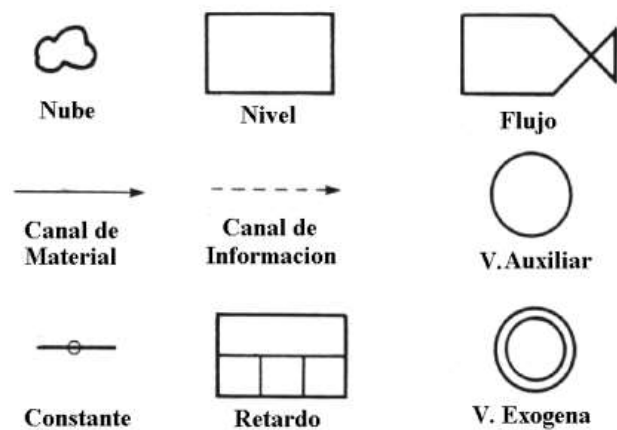 Nube
Nivel
Flujo
Canal de
Material
Canal de
Informacion
V.Auxiliar
Constante
Retardo
V. Exogena